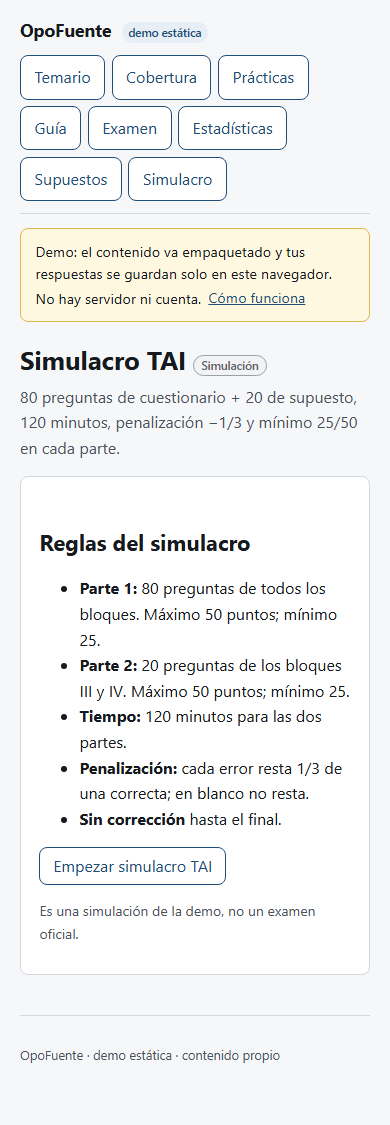 OpoFuente demo estática
Temario Cobertura Prácticas
Guía Examen Estadísticas
Supuestos Simulacro
Demo: el contenido va empaquetado y tus
respuestas se guardan solo en este navegador.
No hay servidor ni cuenta. Cómo funciona
Simulacro TAI Simulación
80 preguntas de cuestionario + 20 de supuesto,
120 minutos, penalización −1/3 y mínimo 25/50
en cada parte.
Reglas del simulacro
• Parte 1: 80 preguntas de todos los
bloques. Máximo 50 puntos; mínimo
25.
• Parte 2: 20 preguntas de los bloques
III y IV. Máximo 50 puntos; mínimo 25.
• Tiempo: 120 minutos para las dos
partes.
• Penalización: cada error resta 1/3 de
una correcta; en blanco no resta.
• Sin corrección hasta el final.
Empezar simulacro TAI
Es una simulación de la demo, no un examen
oficial.
OpoFuente · demo estática · contenido propio